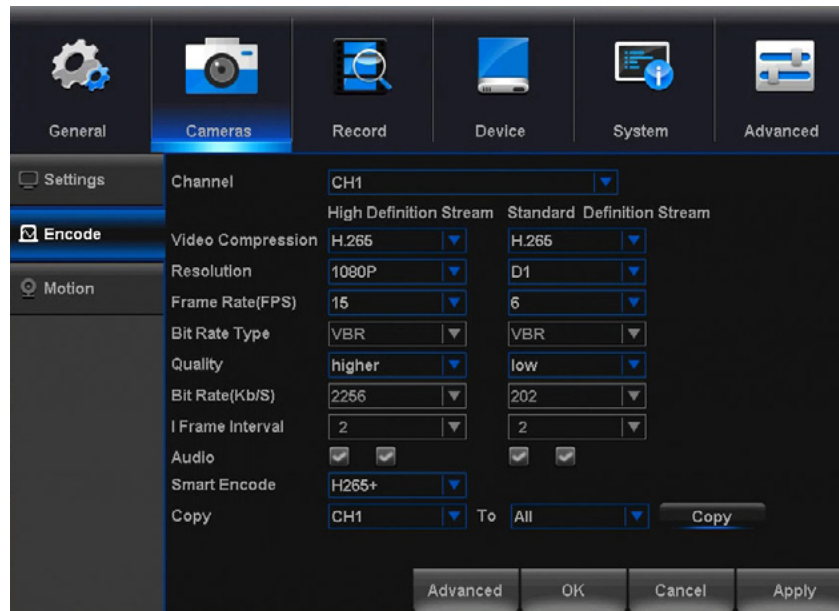 General Cameras Record Device System Advanced
Settings
Encode
Motion
Channel CH1
High Definition Stream Standard Definition Stream
Video Compression H.265 H.265
Resolution 1080P D1
Frame Rate(FPS) 15 6
Bit Rate Type VBR VBR
Quality higher low
Bit Rate(Kb/S) 2256 202
I Frame Interval 2 2
Audio
Smart Encode H265+
Copy CH1 To All Copy
Advanced OK Cancel Apply